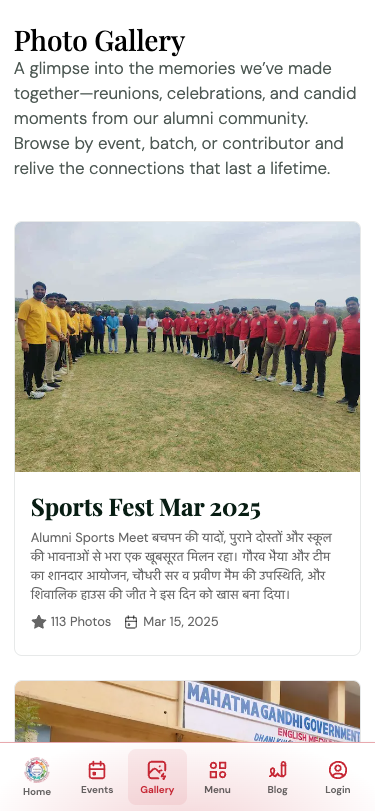 Photo Gallery
A glimpse into the memories we’ve made
together—reunions, celebrations, and candid
moments from our alumni community.
Browse by event, batch, or contributor and
relive the connections that last a lifetime.
Sports Fest Mar 2025
Alumni Sports Meet बचपन की यादों, पुराने दोस्तों और स्कूल
की भावनाओं से भरा एक खूबसूरत मिलन रहा। गौरव भैया और टीम
का शानदार आयोजन, चौधरी सर व प्रवीण मैम की उपस्थिति, और
शिवालिक हाउस की जीत ने इस दिन को खास बना दिया।
113 Photos Mar 15, 2025
MAHATMA GANDHI GOVERNMENT
ENGLISH
Home Events Gallery Menu Blog Login